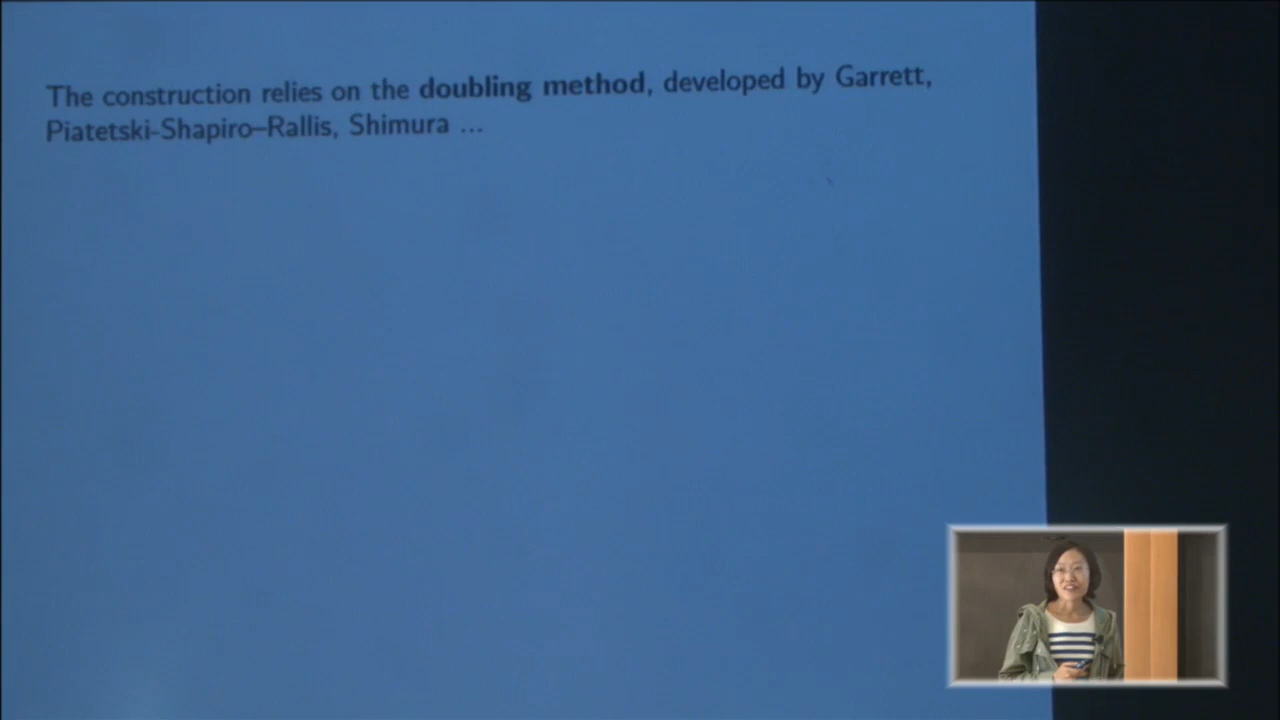 The construction relies on the doubling method, developed by Garrett,
Piatetski-Shapiro–Rallis, Shimura ...